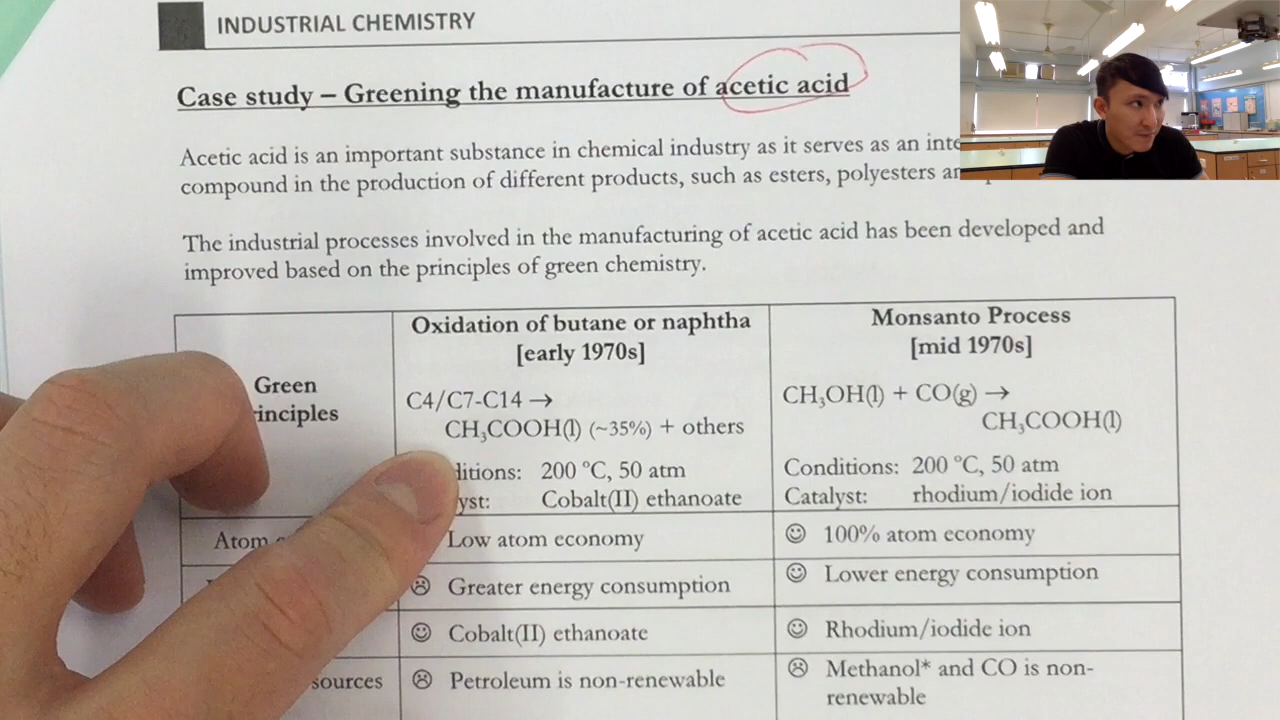 INDUSTRIAL CHEMISTRY
Case study – Greening the manufacture of acetic acid
Acetic acid is an important substance in chemical industry as it serves as an
compound in the production of different products, such as esters, polyesters
The industrial processes involved in the manufacturing of acetic acid has been developed and
improved based on the principles of green chemistry.
Green
Oxidation of butane or naphtha
[early 1970s]
C4/C7-C14 →
CH₃COOH(l) (~35%) + others
200 °C, 50 atm
Cobalt(II) ethanoate
Monsanto Process
[mid 1970s]
CH₃OH(l) + CO(g) →
CH₃COOH(l)
Conditions: 200 °C, 50 atm
Catalyst: rhodium/iodide ion
Atom
Low atom economy
☺ 100% atom economy
☹ Greater energy consumption
☺ Lower energy consumption
☺ Cobalt(II) ethanoate
☺ Rhodium/iodide ion
☹ Petroleum is non-renewable
☹ Methanol* and CO is non-
renewable